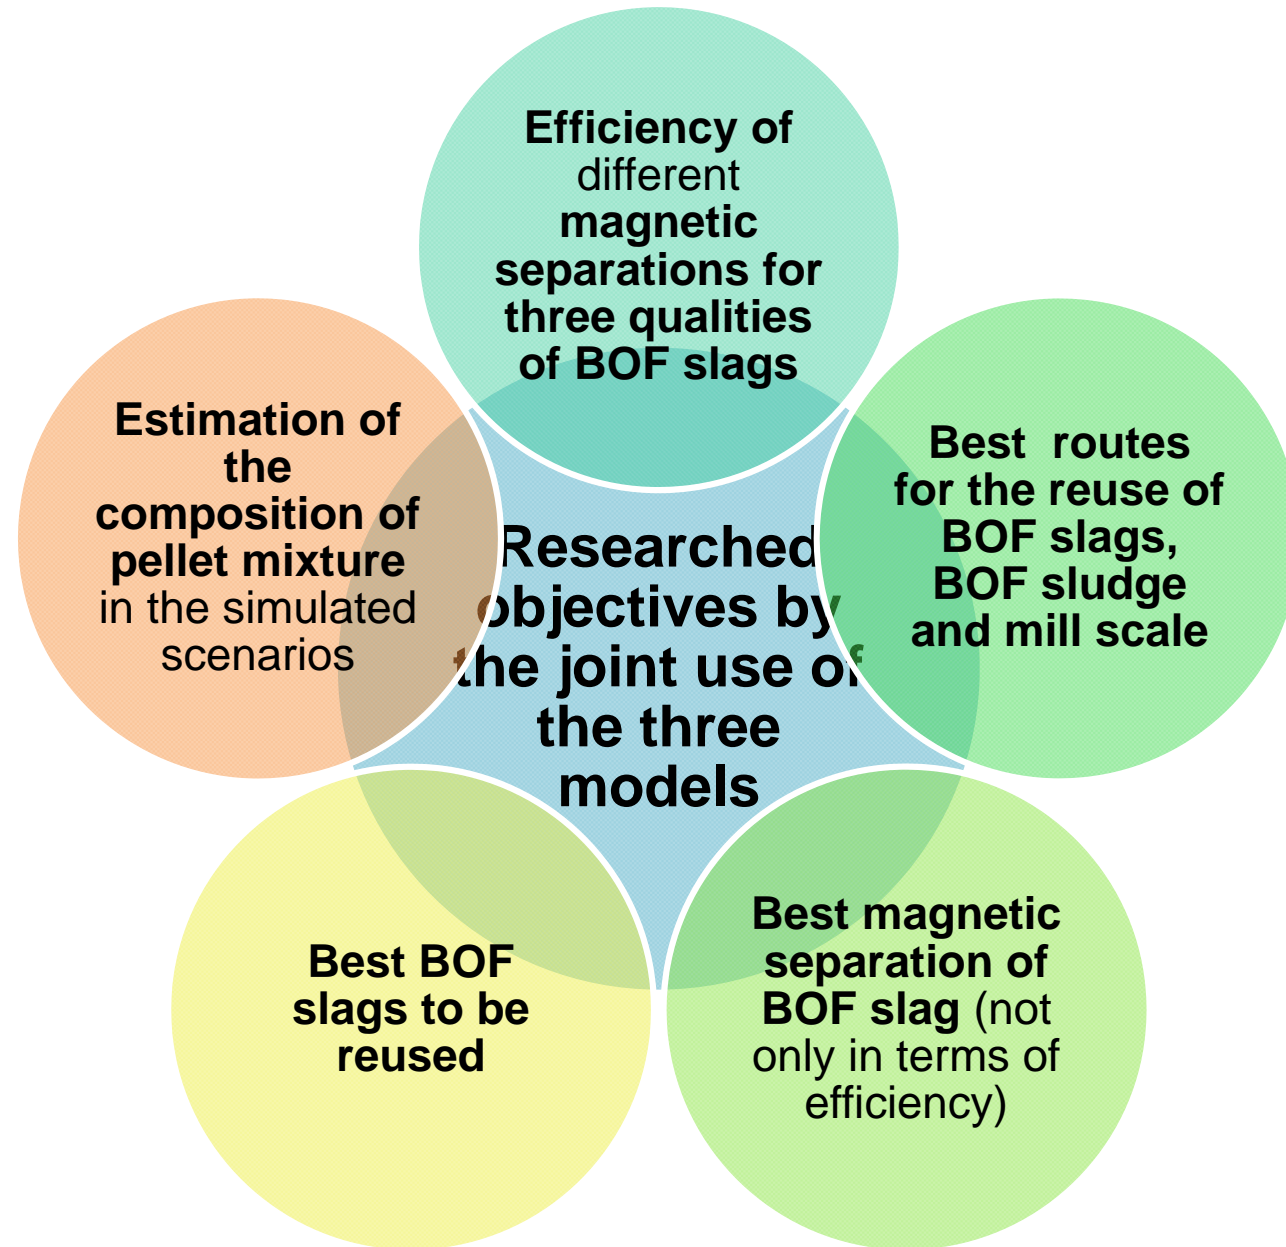 Efficiency of
different
magnetic
separations for
three qualities
of BOF slags
Estimation of
the
composition of
pellet mixture
in the simulated
scenarios
Best routes
for the reuse of
BOF slags,
BOF sludge
and mill scale
Researched
objectives by
the joint use of
the three
models
Best BOF
slags to be
reused
Best magnetic
separation of
BOF slag (not
only in terms of
efficiency)